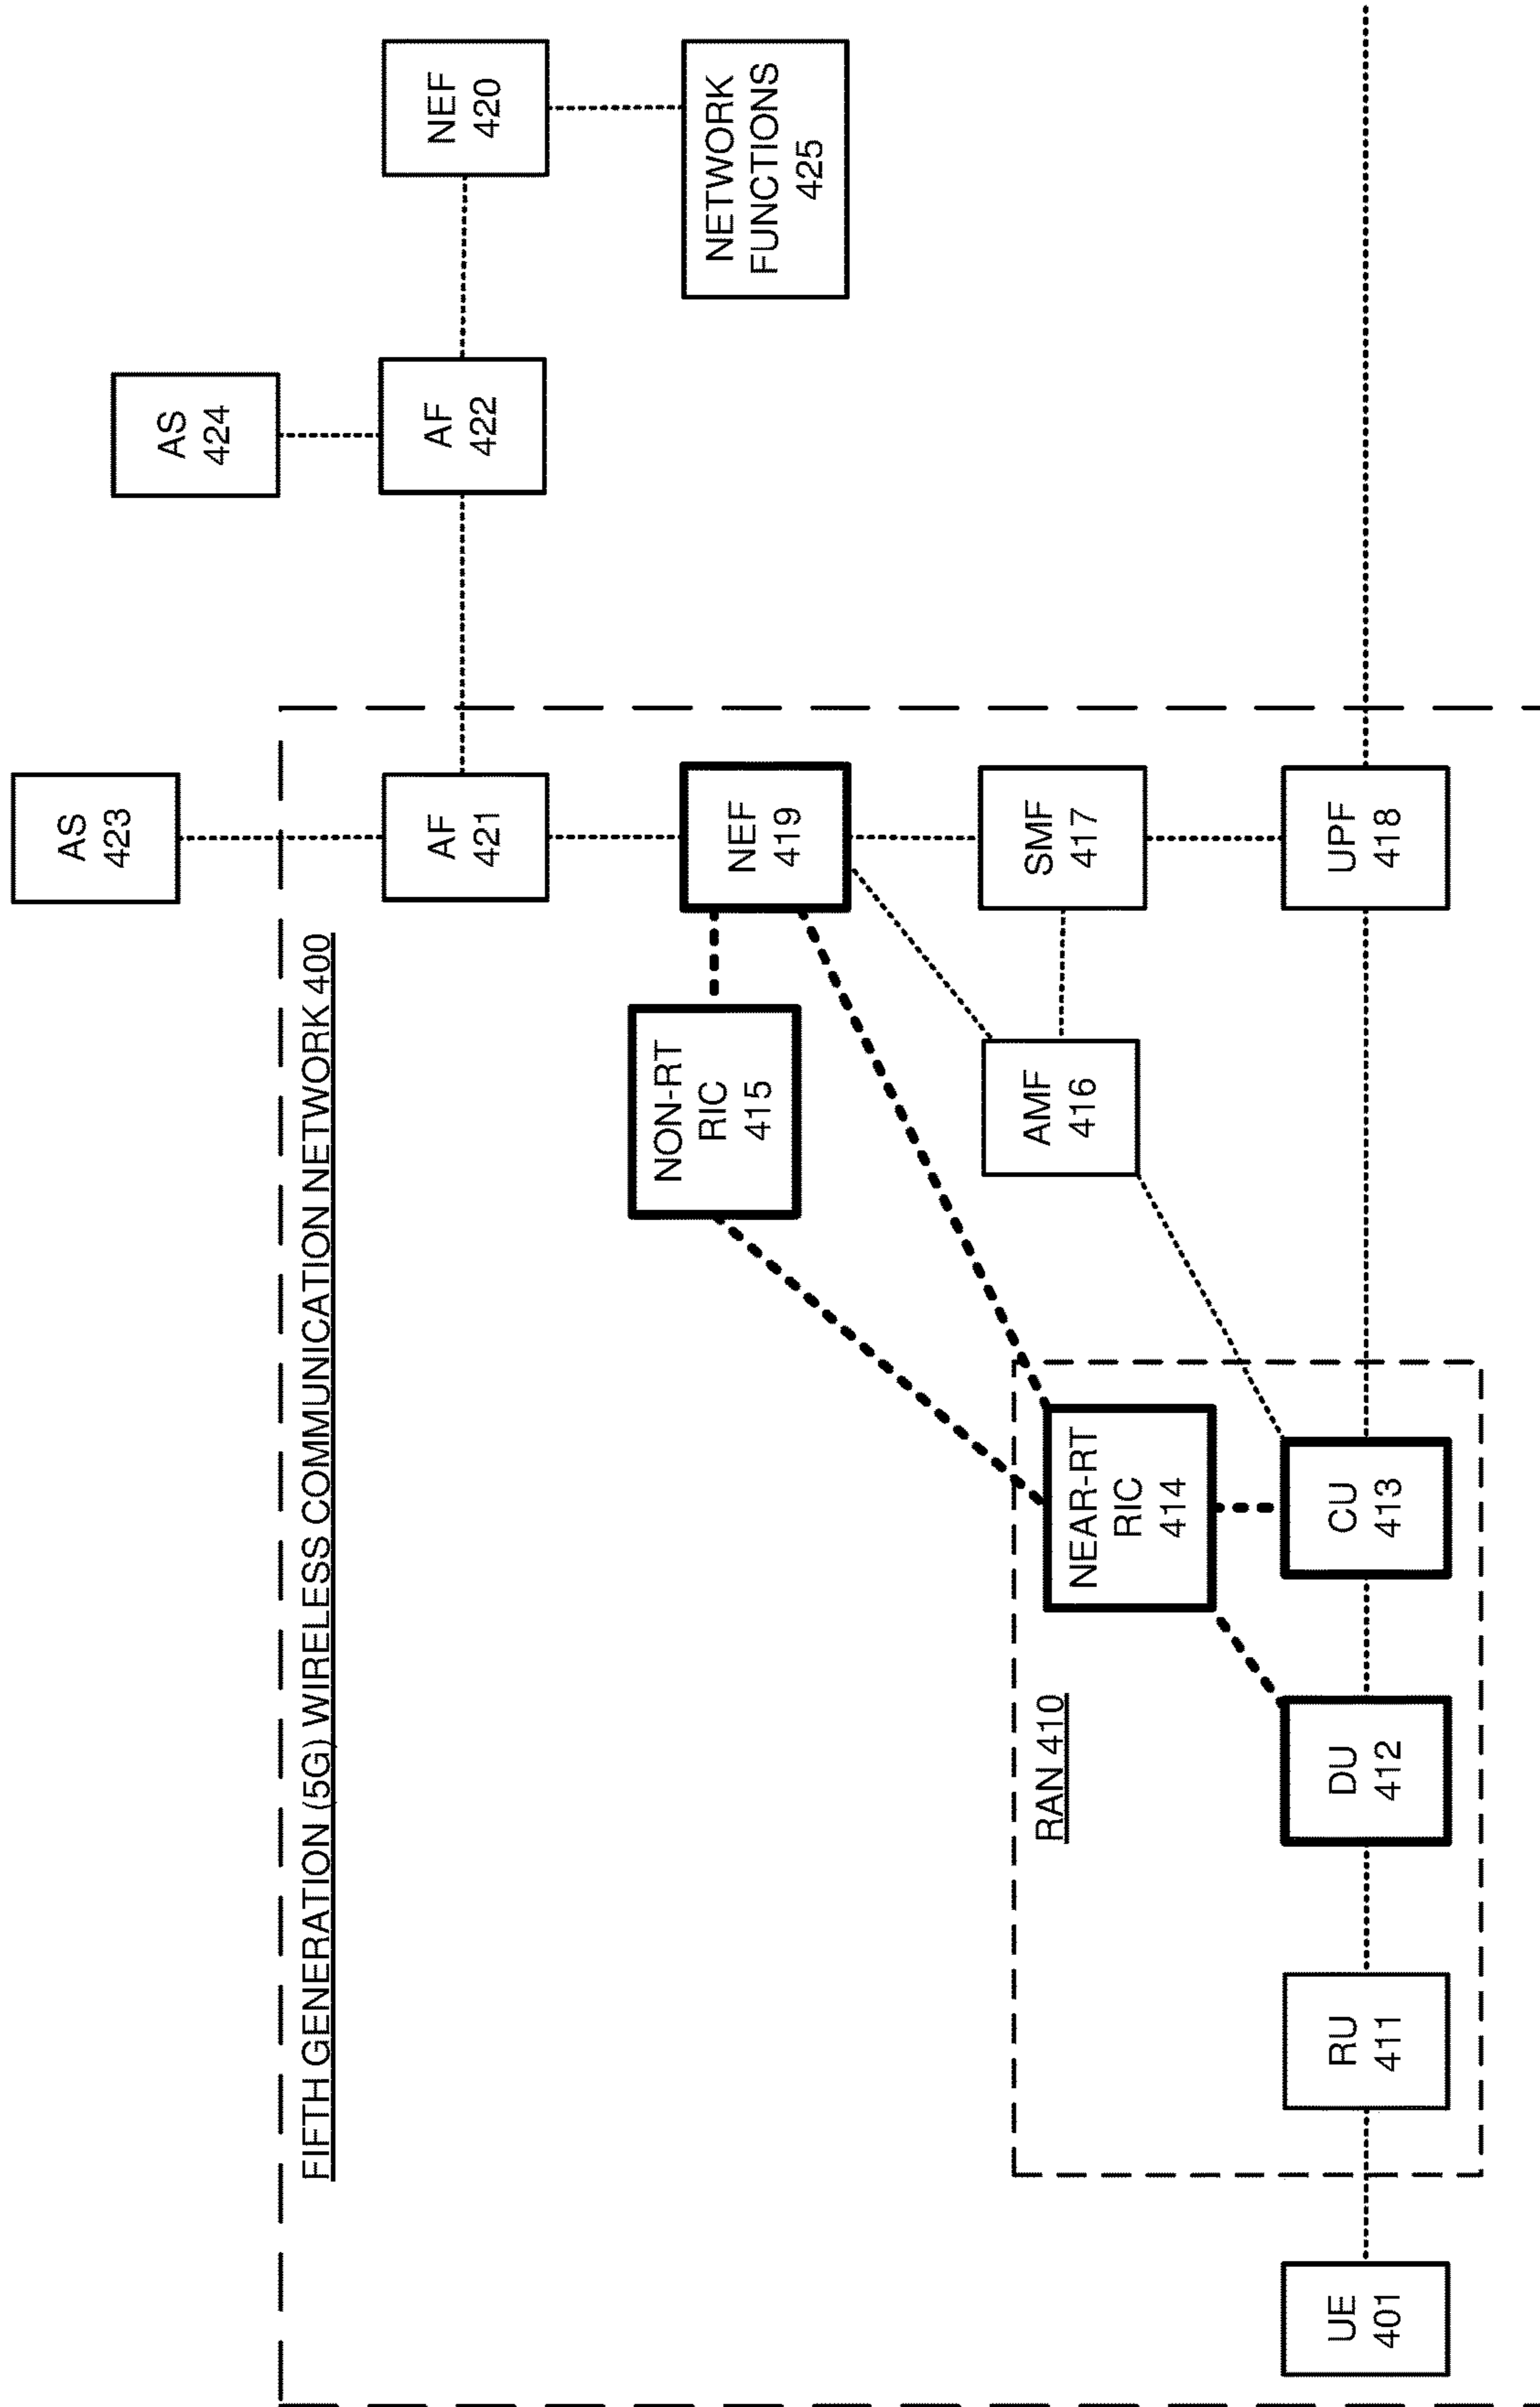 AS
423
AS
424
FIFTH GENERATION (5G) WIRELESS COMMUNICATION NETWORK 400
AF
421
AF
422
NEF
420
NON-RT
RIC
415
NEF
419
NETWORK
FUNCTIONS
425
RAN 410
NEAR-RT
RIC
414
AMF
416
SMF
417
UE
401
RU
411
DU
412
CU
413
UPF
418